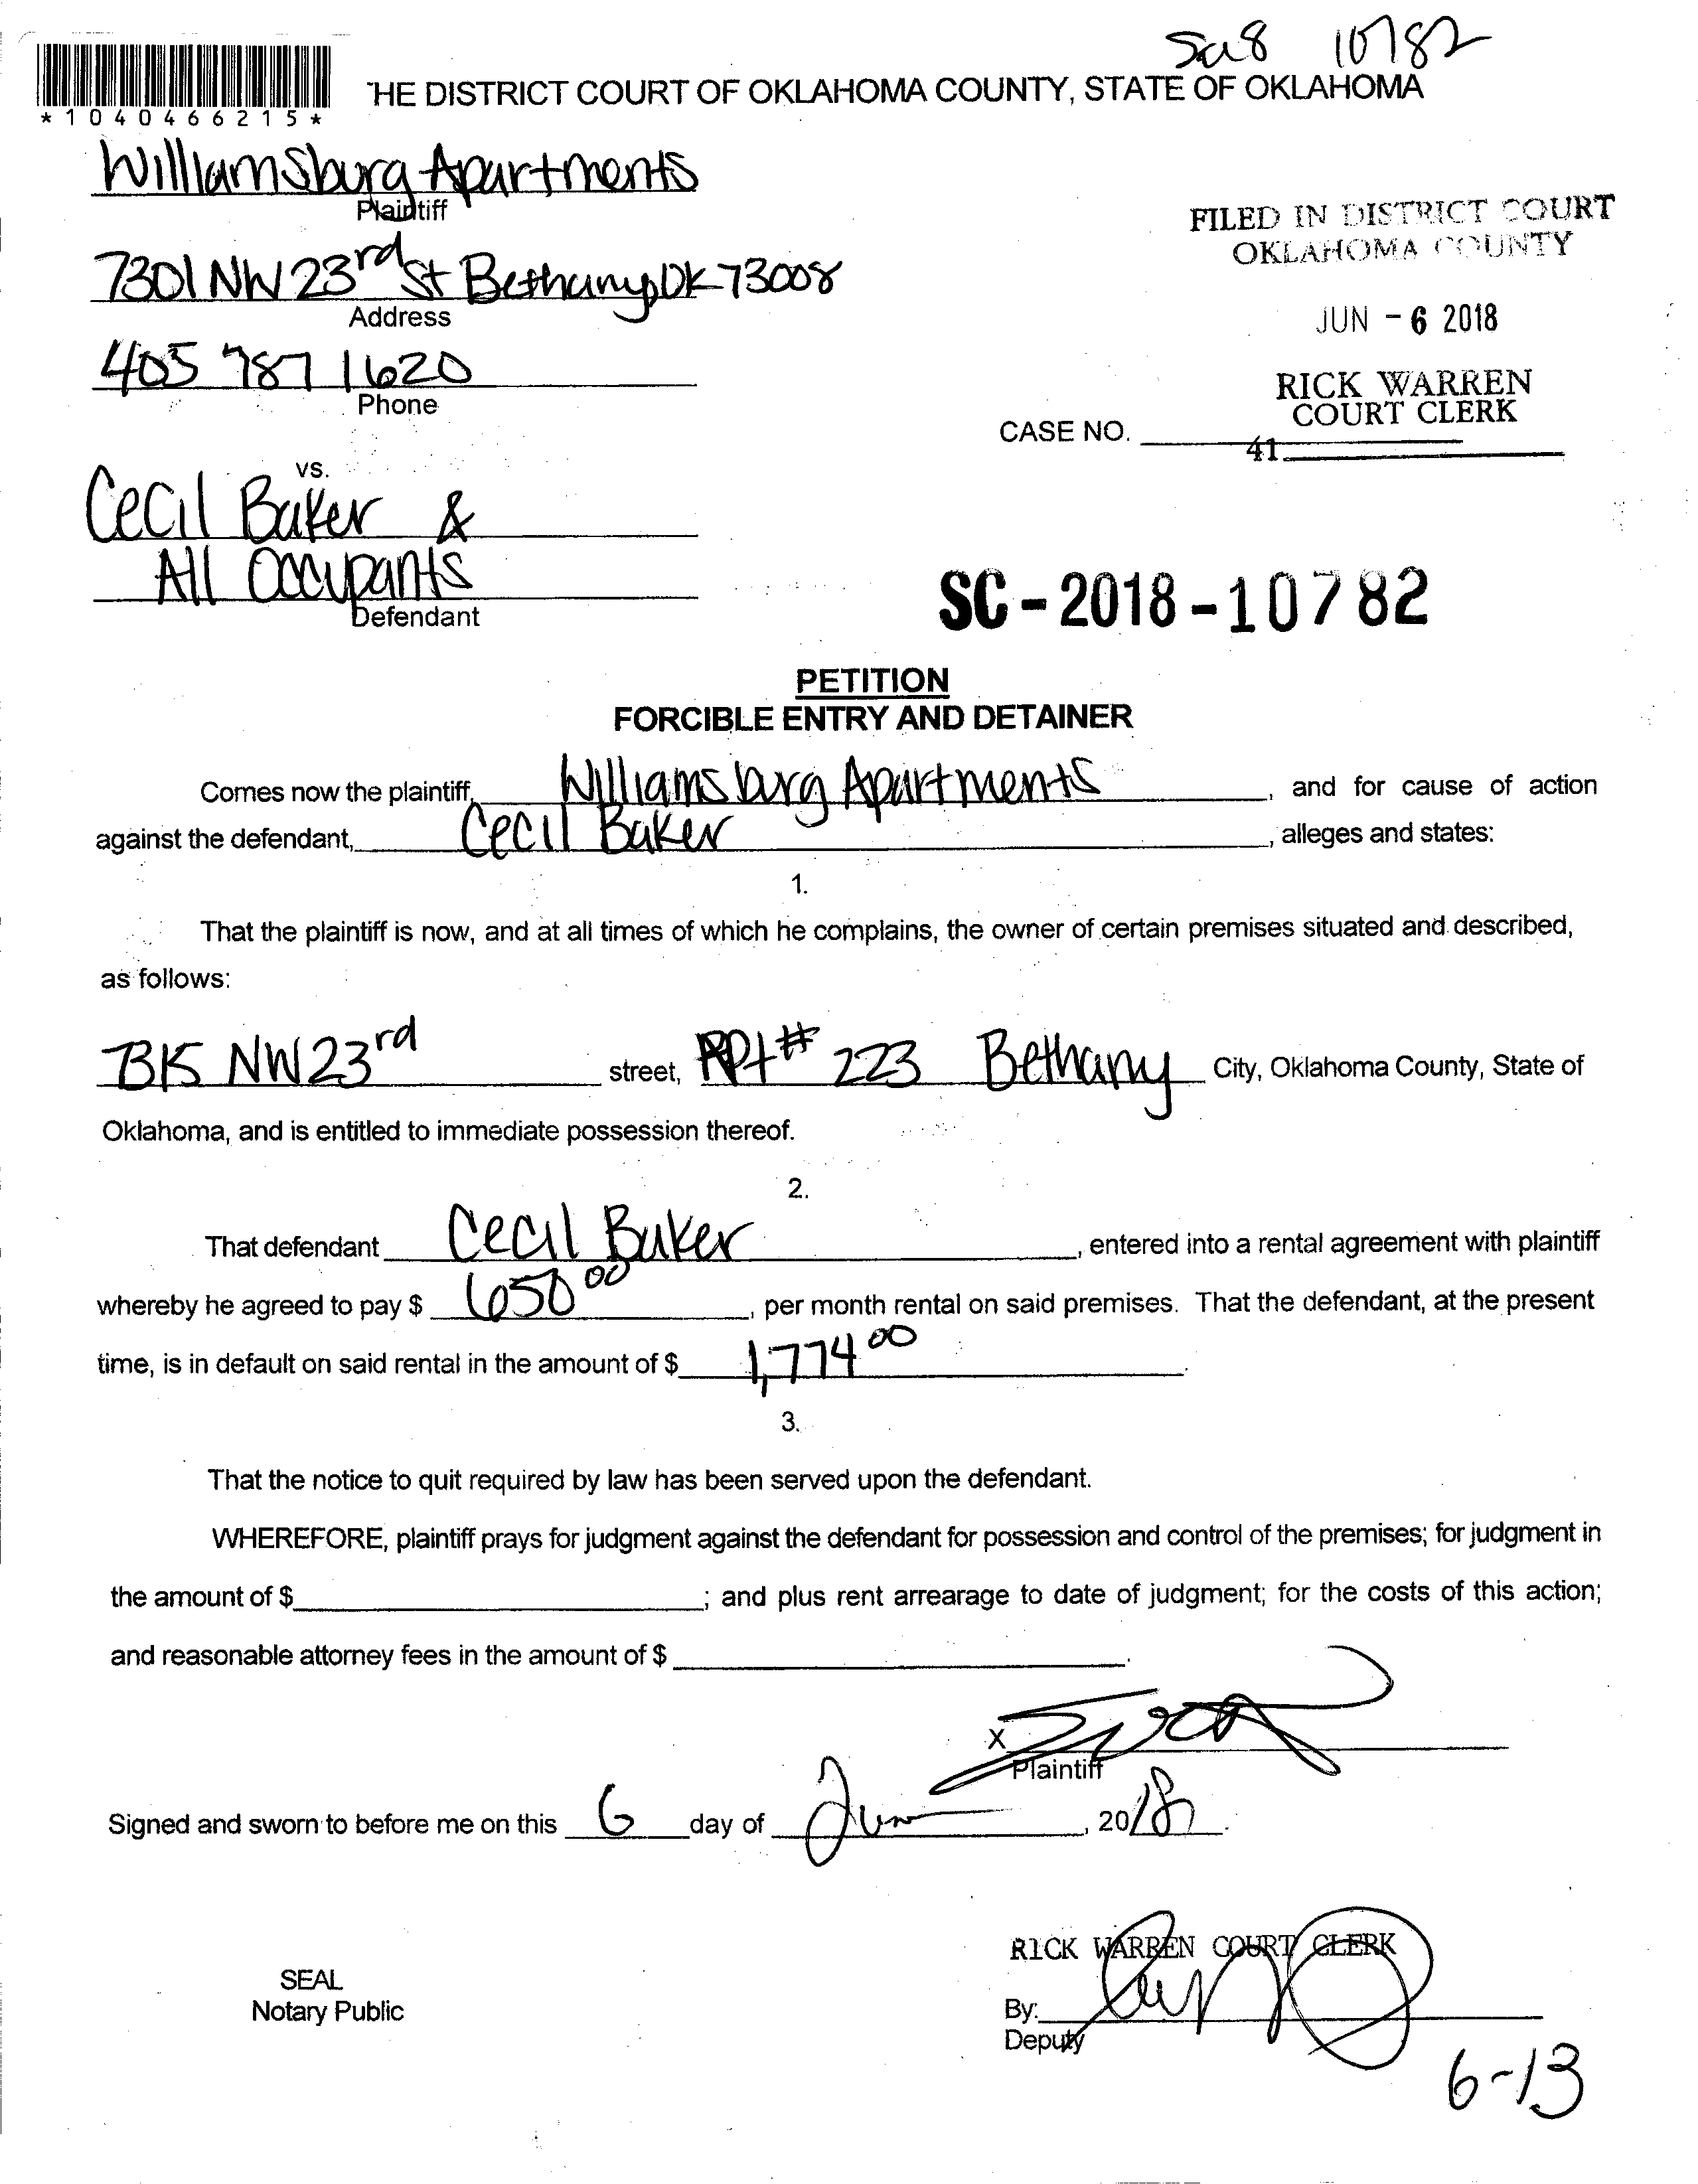 10782
*1040466215*
HE DISTRICT COURT OF OKLAHOMA COUNTY, STATE OF OKLAHOMA
Williamsburg Apartments
Plaintiff
FILED IN DISTRICT COURT
OKLAHOMA COUNTY
7301 NW 23rd St Bethany, OK 73008
Address
JUN - 6 2018
405 787 1620
Phone
RICK WARREN
COURT CLERK
CASE NO.
41
vs.
Cecil Baker &
All Occupants
Defendant
SC - 2018 - 10782
PETITION
FORCIBLE ENTRY AND DETAINER
Comes now the plaintiff, Williamsburg Apartments, and for cause of action
against the defendant, Cecil Baker, alleges and states:
1.
That the plaintiff is now, and at all times of which he complains, the owner of certain premises situated and described,
as follows:
NW 23rd street, Apt # 223 Bethany City, Oklahoma County, State of
Oklahoma, and is entitled to immediate possession thereof.
2.
That defendant Cecil Baker, entered into a rental agreement with plaintiff
whereby he agreed to pay $ 650 00, per month rental on said premises. That the defendant, at the present
time, is in default on said rental in the amount of $ 1,774 00.
3.
That the notice to quit required by law has been served upon the defendant.
WHEREFORE, plaintiff prays for judgment against the defendant for possession and control of the premises; for judgment in
the amount of $ ; and plus rent arrearage to date of judgment; for the costs of this action;
and reasonable attorney fees in the amount of $ .
X
Plaintiff
Signed and sworn to before me on this 6 day of June, 2018.
RICK WARREN COURT CLERK
SEAL
Notary Public
By:
Deputy
6-13